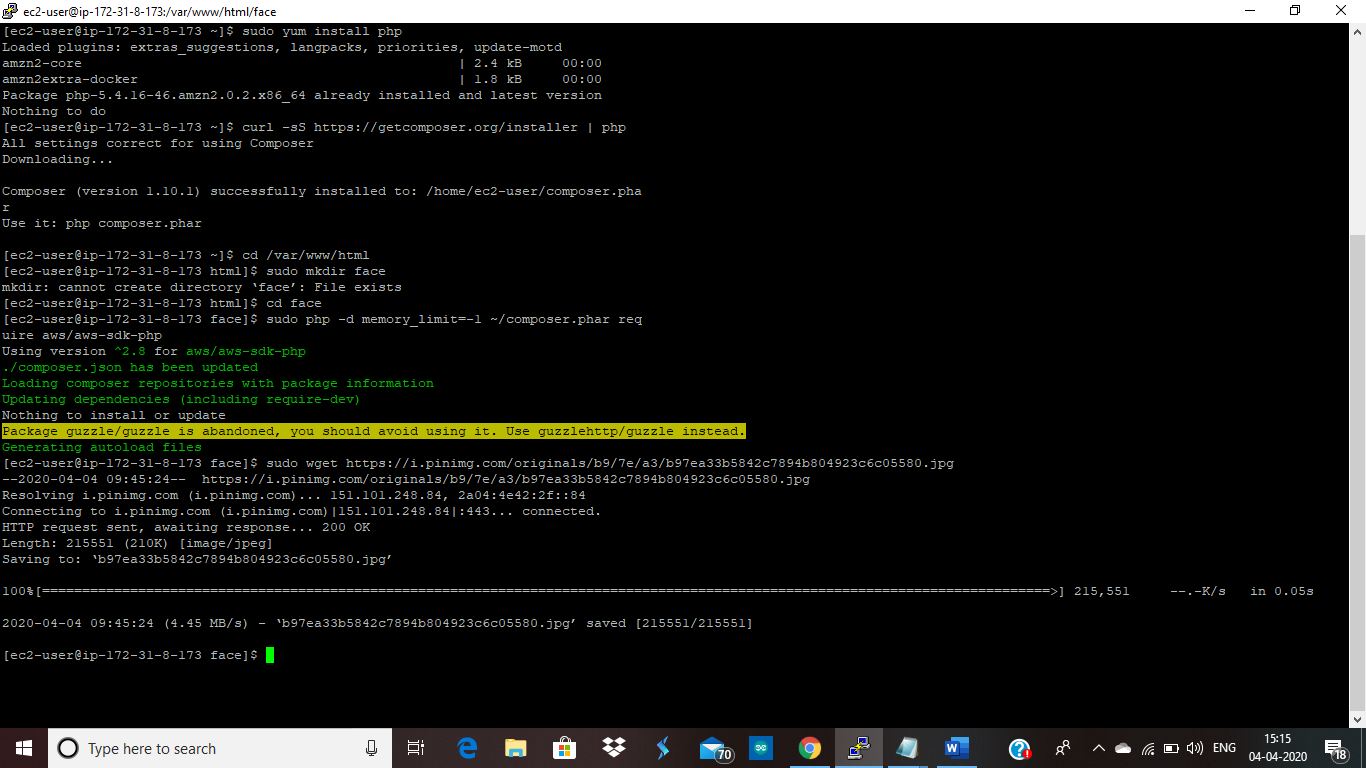 ec2-user@ip-172-31-8-173:/var/www/html/face
[ec2-user@ip-172-31-8-173 ~]$ sudo yum install php
Loaded plugins: extras_suggestions, langpacks, priorities, update-motd
amzn2-core | 2.4 kB 00:00
amzn2extra-docker | 1.8 kB 00:00
Package php-5.4.16-46.amzn2.0.2.x86_64 already installed and latest version
Nothing to do
[ec2-user@ip-172-31-8-173 ~]$ curl -sS https://getcomposer.org/installer | php
All settings correct for using Composer
Downloading...
Composer (version 1.10.1) successfully installed to: /home/ec2-user/composer.pha
r
Use it: php composer.phar
[ec2-user@ip-172-31-8-173 ~]$ cd /var/www/html
[ec2-user@ip-172-31-8-173 html]$ sudo mkdir face
mkdir: cannot create directory ‘face’: File exists
[ec2-user@ip-172-31-8-173 html]$ cd face
[ec2-user@ip-172-31-8-173 face]$ sudo php -d memory_limit=-1 ~/composer.phar req
uire aws/aws-sdk-php
Using version ^2.8 for aws/aws-sdk-php
./composer.json has been updated
Loading composer repositories with package information
Updating dependencies (including require-dev)
Nothing to install or update
Package guzzle/guzzle is abandoned, you should avoid using it. Use guzzlehttp/guzzle instead.
Generating autoload files
[ec2-user@ip-172-31-8-173 face]$ sudo wget https://i.pinimg.com/originals/b9/7e/a3/b97ea33b5842c7894b804923c6c05580.jpg
--2020-04-04 09:45:24-- https://i.pinimg.com/originals/b9/7e/a3/b97ea33b5842c7894b804923c6c05580.jpg
Resolving i.pinimg.com (i.pinimg.com)... 151.101.248.84, 2a04:4e42:2f::84
Connecting to i.pinimg.com (i.pinimg.com)|151.101.248.84|:443... connected.
HTTP request sent, awaiting response... 200 OK
Length: 215551 (210K) [image/jpeg]
Saving to: ‘b97ea33b5842c7894b804923c6c05580.jpg’
100%[==============================================================================================================================>] 215,551 --.-K/s in 0.05s
2020-04-04 09:45:24 (4.45 MB/s) - ‘b97ea33b5842c7894b804923c6c05580.jpg’ saved [215551/215551]
[ec2-user@ip-172-31-8-173 face]$
Type here to search
70
ENG
15:15
04-04-2020
18